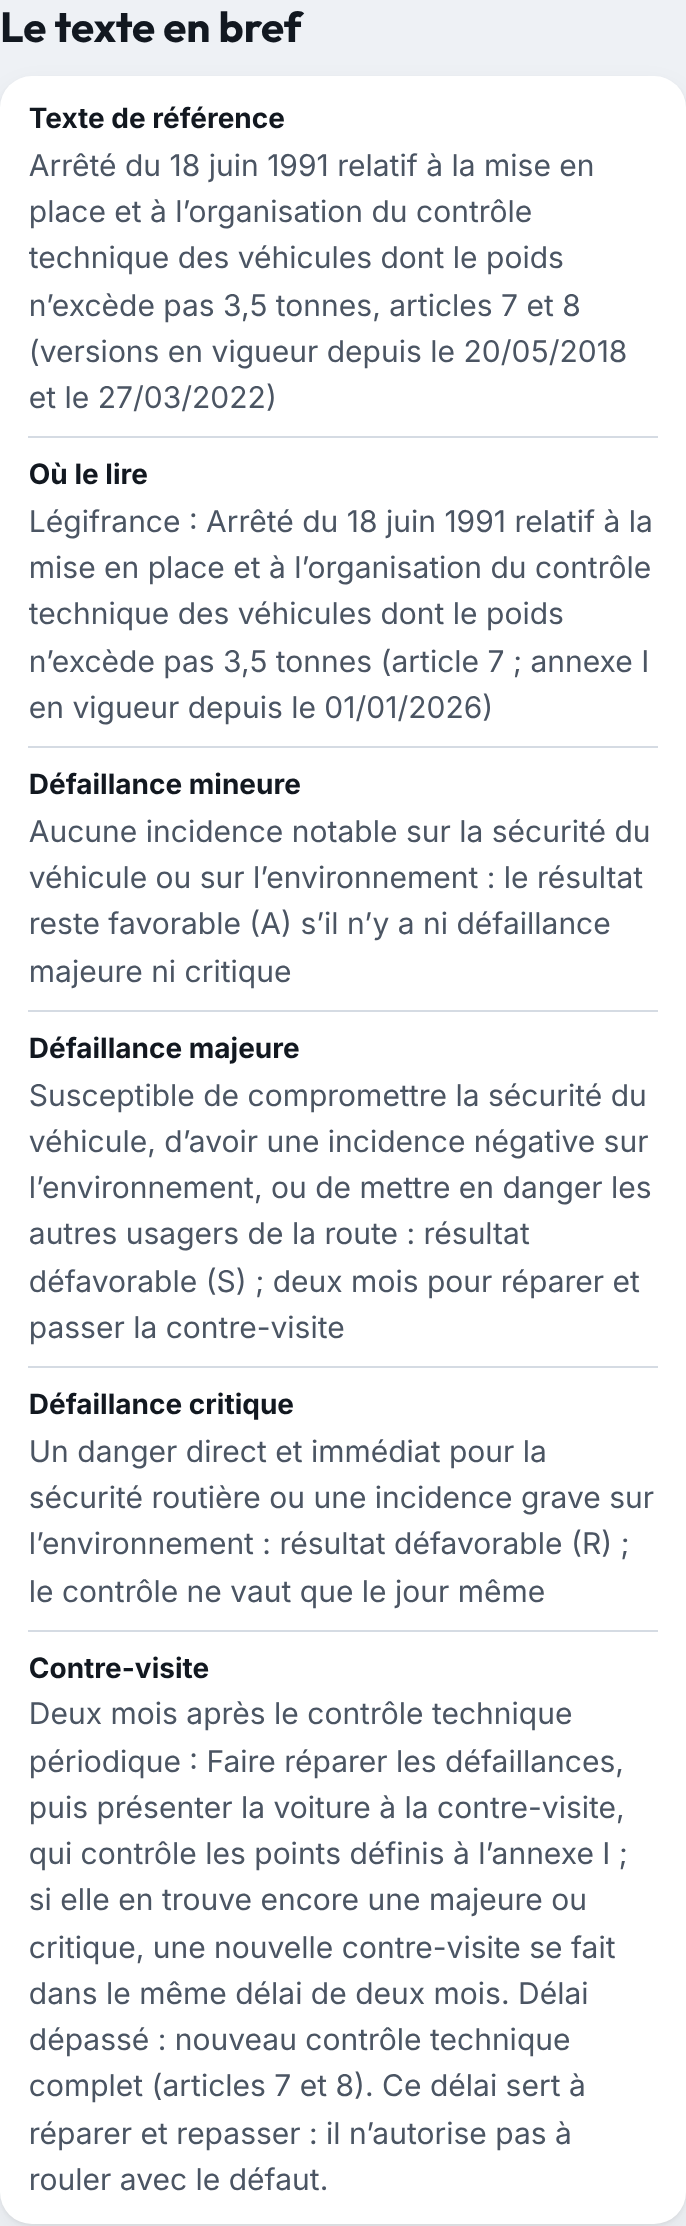 Le texte en bref
Texte de référence
Arrêté du 18 juin 1991 relatif à la mise en
place et à l’organisation du contrôle
technique des véhicules dont le poids
n’excède pas 3,5 tonnes, articles 7 et 8
(versions en vigueur depuis le 20/05/2018
et le 27/03/2022)
Où le lire
Légifrance : Arrêté du 18 juin 1991 relatif à la
mise en place et à l’organisation du contrôle
technique des véhicules dont le poids
n’excède pas 3,5 tonnes (article 7 ; annexe I
en vigueur depuis le 01/01/2026)
Défaillance mineure
Aucune incidence notable sur la sécurité du
véhicule ou sur l’environnement : le résultat
reste favorable (A) s’il n’y a ni défaillance
majeure ni critique
Défaillance majeure
Susceptible de compromettre la sécurité du
véhicule, d’avoir une incidence négative sur
l’environnement, ou de mettre en danger les
autres usagers de la route : résultat
défavorable (S) ; deux mois pour réparer et
passer la contre-visite
Défaillance critique
Un danger direct et immédiat pour la
sécurité routière ou une incidence grave sur
l’environnement : résultat défavorable (R) ;
le contrôle ne vaut que le jour même
Contre-visite
Deux mois après le contrôle technique
périodique : Faire réparer les défaillances,
puis présenter la voiture à la contre-visite,
qui contrôle les points définis à l’annexe I ;
si elle en trouve encore une majeure ou
critique, une nouvelle contre-visite se fait
dans le même délai de deux mois. Délai
dépassé : nouveau contrôle technique
complet (articles 7 et 8). Ce délai sert à
réparer et repasser : il n’autorise pas à
rouler avec le défaut.